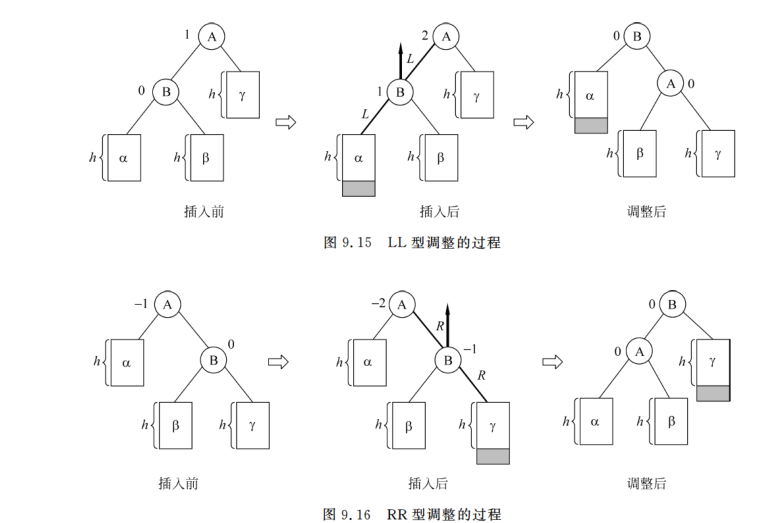 1 A
0 B
h γ
h α
h β
插入前
2 A
L
1 B
h γ
L
h α
h β
插入后
0 B
h α
A 0
h β
h γ
调整后
图 9.15 LL 型调整的过程
-1 A
h α
B 0
h β
h γ
插入前
-2 A
R
h α
B -1
R
h β
h γ
插入后
0 B
0 A
h γ
h α
h β
调整后
图 9.16 RR 型调整的过程